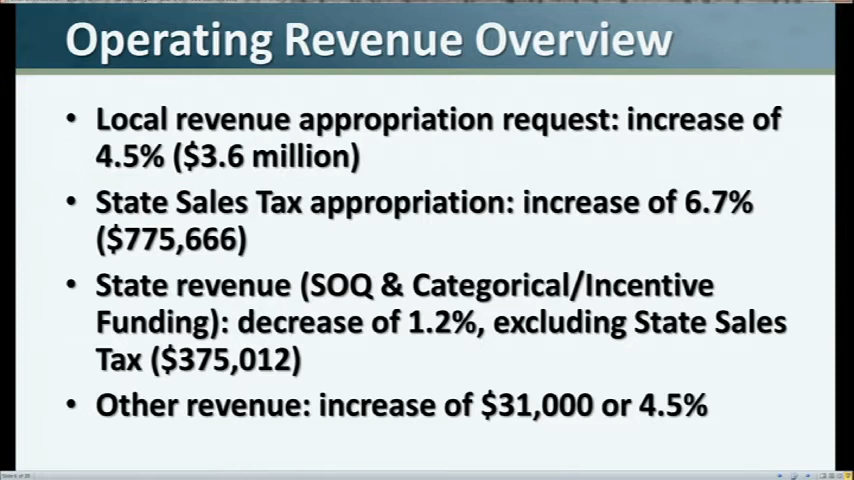 Operating Revenue Overview
• Local revenue appropriation request: increase of
4.5% ($3.6 million)
• State Sales Tax appropriation: increase of 6.7%
($775,666)
• State revenue (SOQ & Categorical/Incentive
Funding): decrease of 1.2%, excluding State Sales
Tax ($375,012)
• Other revenue: increase of $31,000 or 4.5%